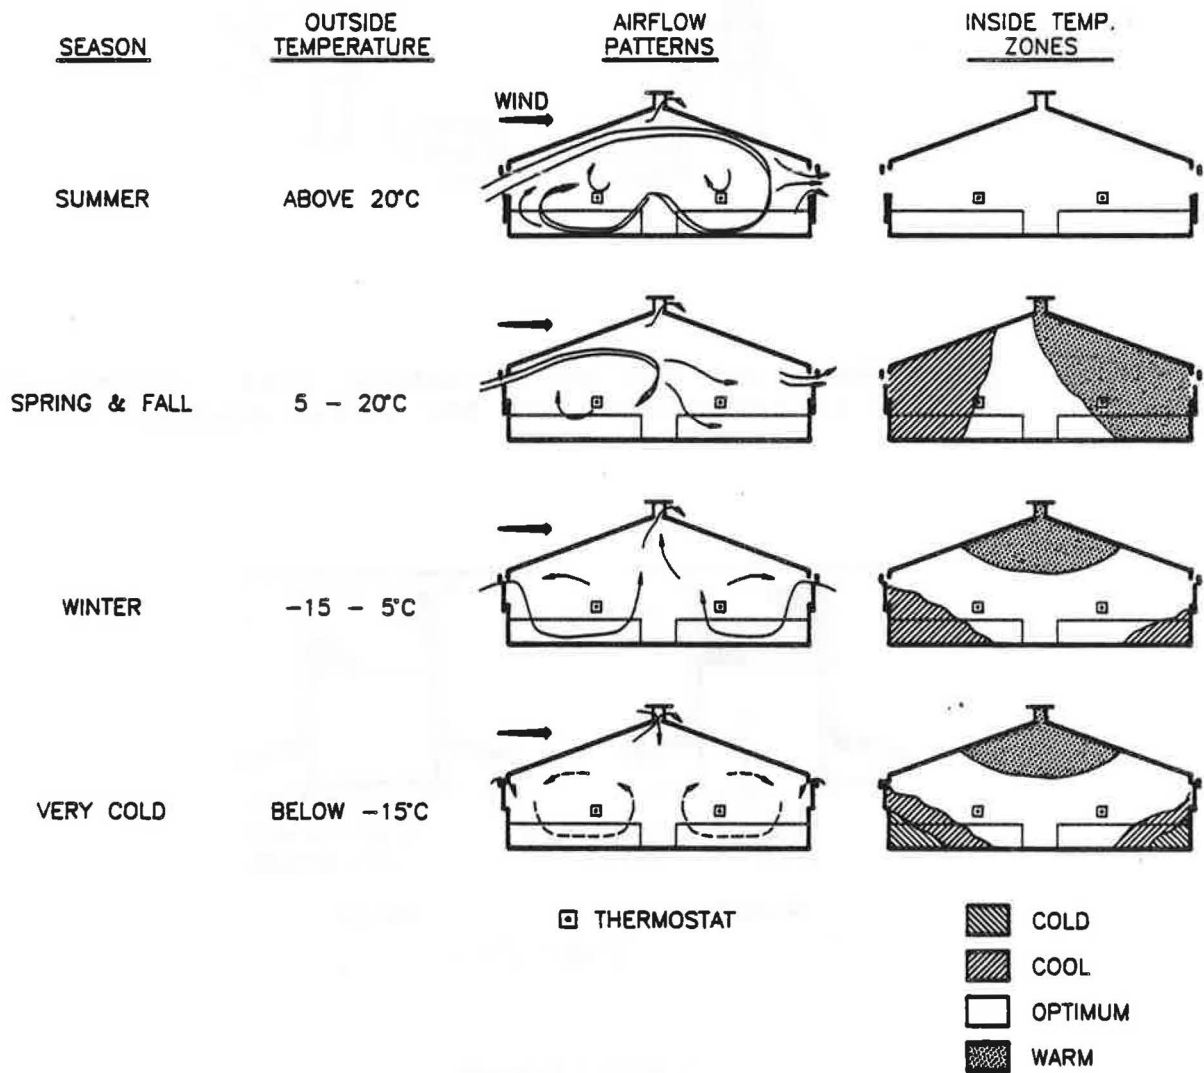 SEASON
OUTSIDE
TEMPERATURE
AIRFLOW
PATTERNS
INSIDE TEMP.
ZONES
WIND
SUMMER
ABOVE 20°C
SPRING & FALL
5 – 20°C
WINTER
–15 – 5°C
VERY COLD
BELOW –15°C
THERMOSTAT
COLD
COOL
OPTIMUM
WARM